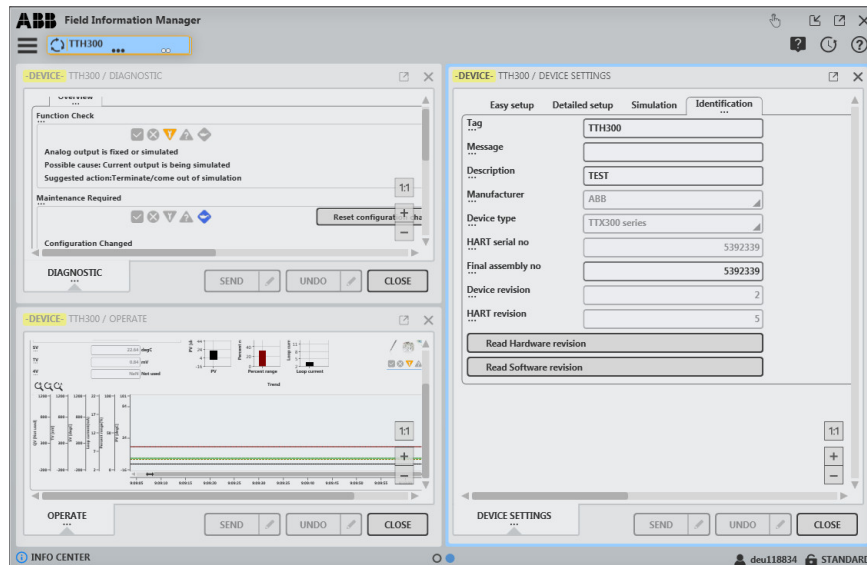 ABB Field Information Manager
TTH300
-DEVICE- TTH300 / DIAGNOSTIC
Overview
Function Check
Analog output is fixed or simulated
Possible cause: Current output is being simulated
Suggested action:Terminate/come out of simulation
1:1
Maintenance Required
Reset configurat
+
−
Configuration Changed
DIAGNOSTIC
SEND
UNDO
CLOSE
-DEVICE- TTH300 / OPERATE
SV
degC
TV
mV
4V
Not used
PV
Percent range
Loop current
Trend
1:1
+
−
OPERATE
SEND
UNDO
CLOSE
-DEVICE- TTH300 / DEVICE SETTINGS
Easy setup Detailed setup Simulation Identification
Tag TTH300
Message
Description TEST
Manufacturer ABB
Device type TTX300 series
HART serial no 5392339
Final assembly no 5392339
Device revision 2
HART revision 5
Read Hardware revision
Read Software revision
1:1
+
−
DEVICE SETTINGS
SEND
UNDO
CLOSE
INFO CENTER
deu118834 STANDARD